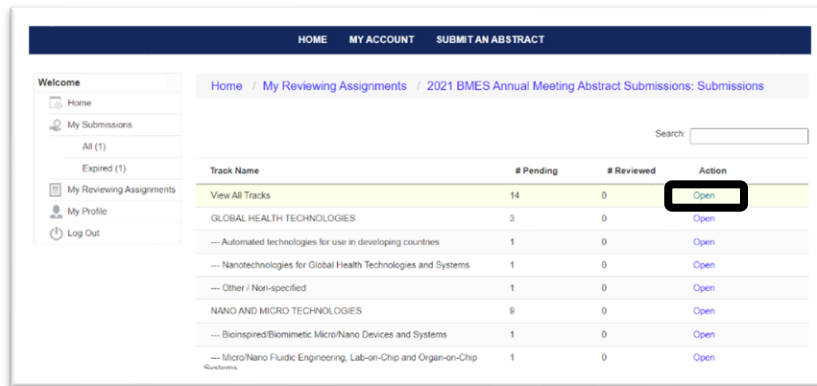 HOME MY ACCOUNT SUBMIT AN ABSTRACT
Welcome
Home
My Submissions
All (1)
Expired (1)
My Reviewing Assignments
My Profile
Log Out
Home / My Reviewing Assignments / 2021 BMES Annual Meeting Abstract Submissions: Submissions
Search:
Track Name # Pending # Reviewed Action
View All Tracks 14 0 Open
GLOBAL HEALTH TECHNOLOGIES 3 0 Open
--- Automated technologies for use in developing countries 1 0 Open
--- Nanotechnologies for Global Health Technologies and Systems 1 0 Open
--- Other / Non-specified 1 0 Open
NANO AND MICRO TECHNOLOGIES 9 0 Open
--- Bioinspired/Biomimetic Micro/Nano Devices and Systems 1 0 Open
--- Micro/Nano Fluidic Engineering, Lab-on-Chip and Organ-on-Chip 1 0 Open
Systems